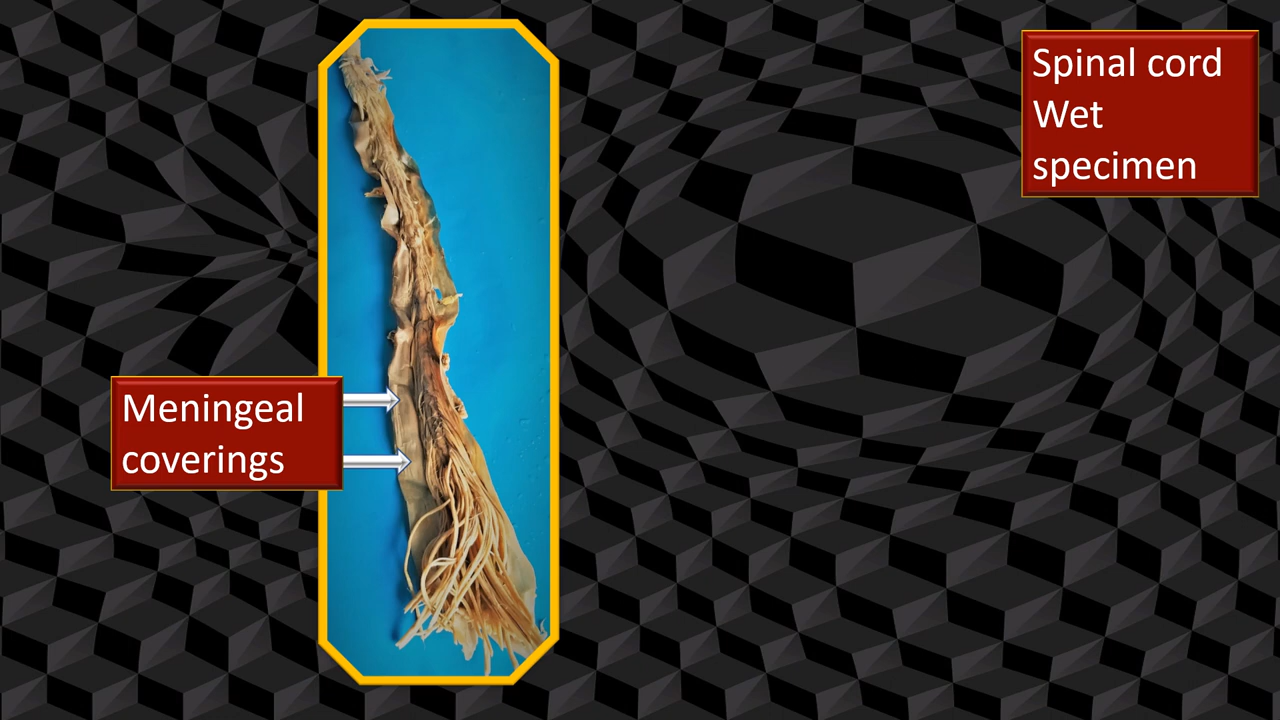 Spinal cord
Wet
specimen
Meningeal
coverings